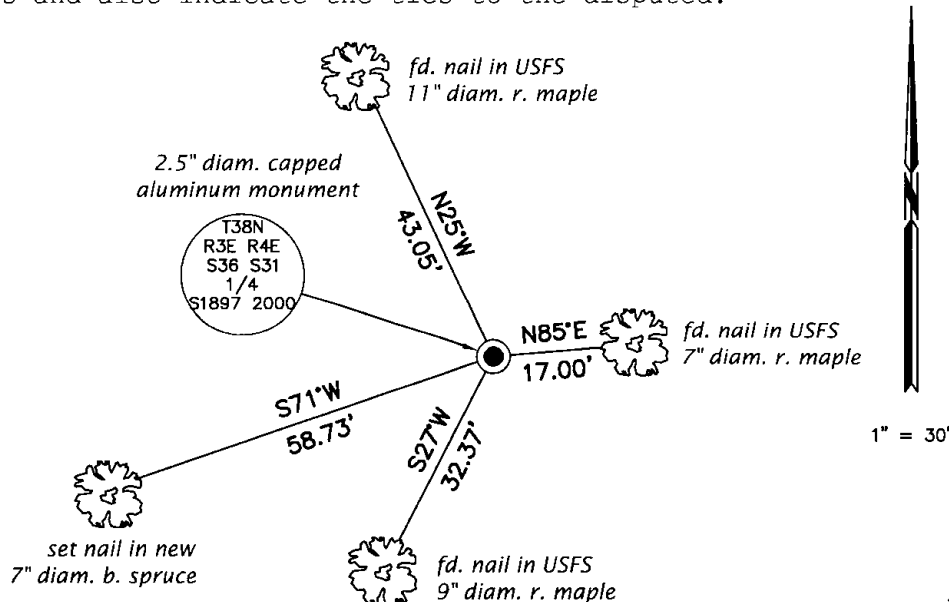 s and also indicate the ties to the disputed.
fd. nail in USFS
11" diam. r. maple
2.5" diam. capped
aluminum monument
T38N
R3E R4E
S36 S31
1/4
S1897 2000
N25°W
43.05'
N
N85°E
17.00'
fd. nail in USFS
7" diam. r. maple
1" = 30'
S71°W
58.73'
S27°W
32.37'
set nail in new
7" diam. b. spruce
fd. nail in USFS
9" diam. r. maple